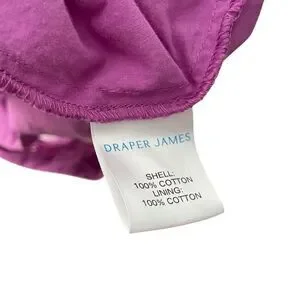 DRAPER JAMES
SHELL:
100% COTTON
LINING:
100% COTTON